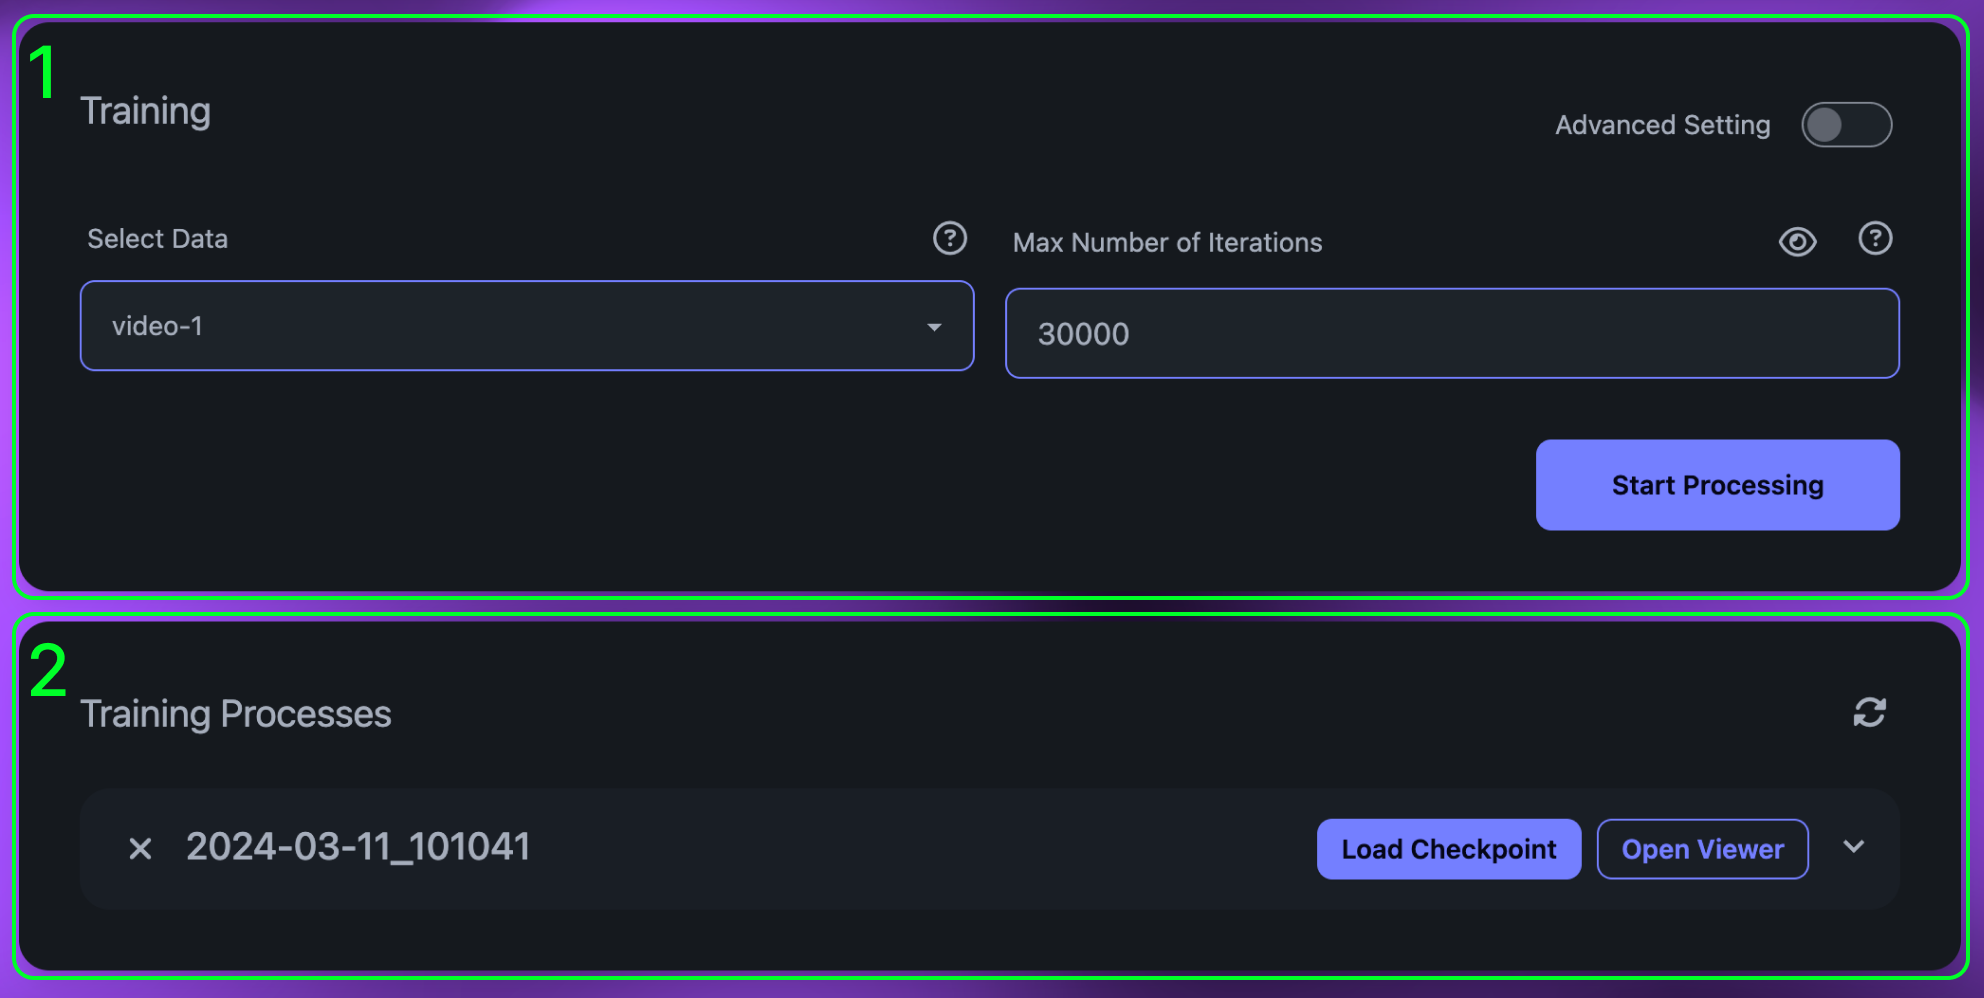 1
Training
Advanced Setting
Select Data
Max Number of Iterations
video-1
30000
Start Processing
2
Training Processes
2024-03-11_101041
Load Checkpoint
Open Viewer